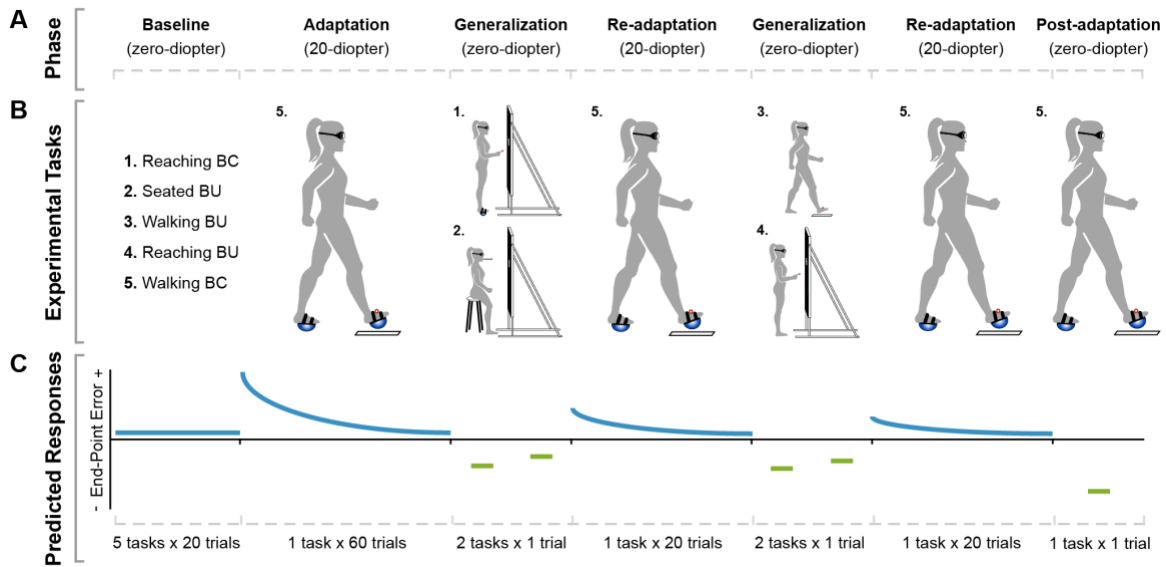 A
Phase
Baseline
(zero-diopter)
Adaptation
(20-diopter)
Generalization
(zero-diopter)
Re-adaptation
(20-diopter)
Generalization
(zero-diopter)
Re-adaptation
(20-diopter)
Post-adaptation
(zero-diopter)
B
Experimental Tasks
1. Reaching BC
2. Seated BU
3. Walking BU
4. Reaching BU
5. Walking BC
5.
1.
2.
5.
3.
4.
5.
5.
C
Predicted Responses
- End-Point Error +
5 tasks x 20 trials
1 task x 60 trials
2 tasks x 1 trial
1 task x 20 trials
2 tasks x 1 trial
1 task x 20 trials
1 task x 1 trial